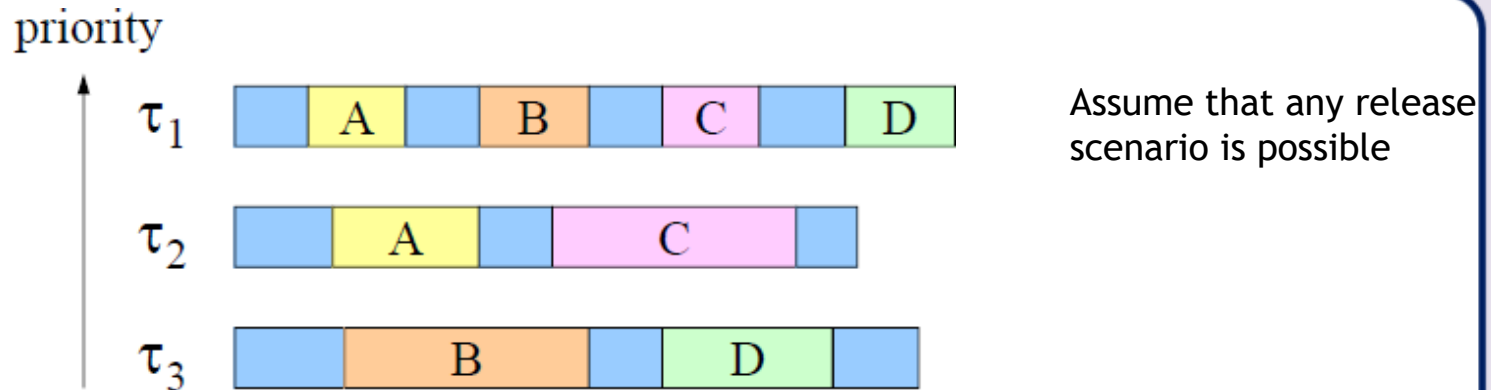 priority
τ1 A B C D
Assume that any release
scenario is possible
τ2 A C
τ3 B D